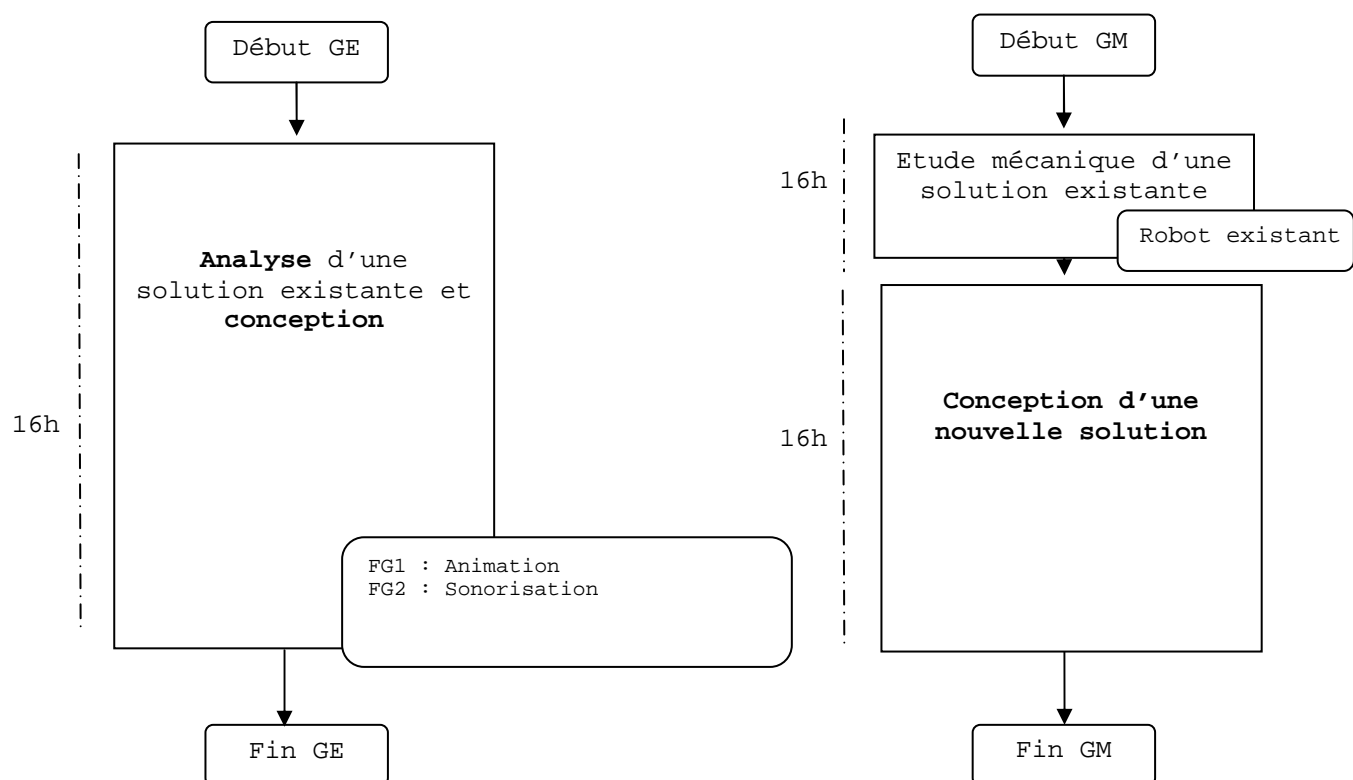 Début GE
16h
Analyse d'une
solution existante et
conception
FG1 : Animation
FG2 : Sonorisation
Fin GE
Début GM
16h
Etude mécanique d'une
solution existante
Robot existant
16h
Conception d'une
nouvelle solution
Fin GM